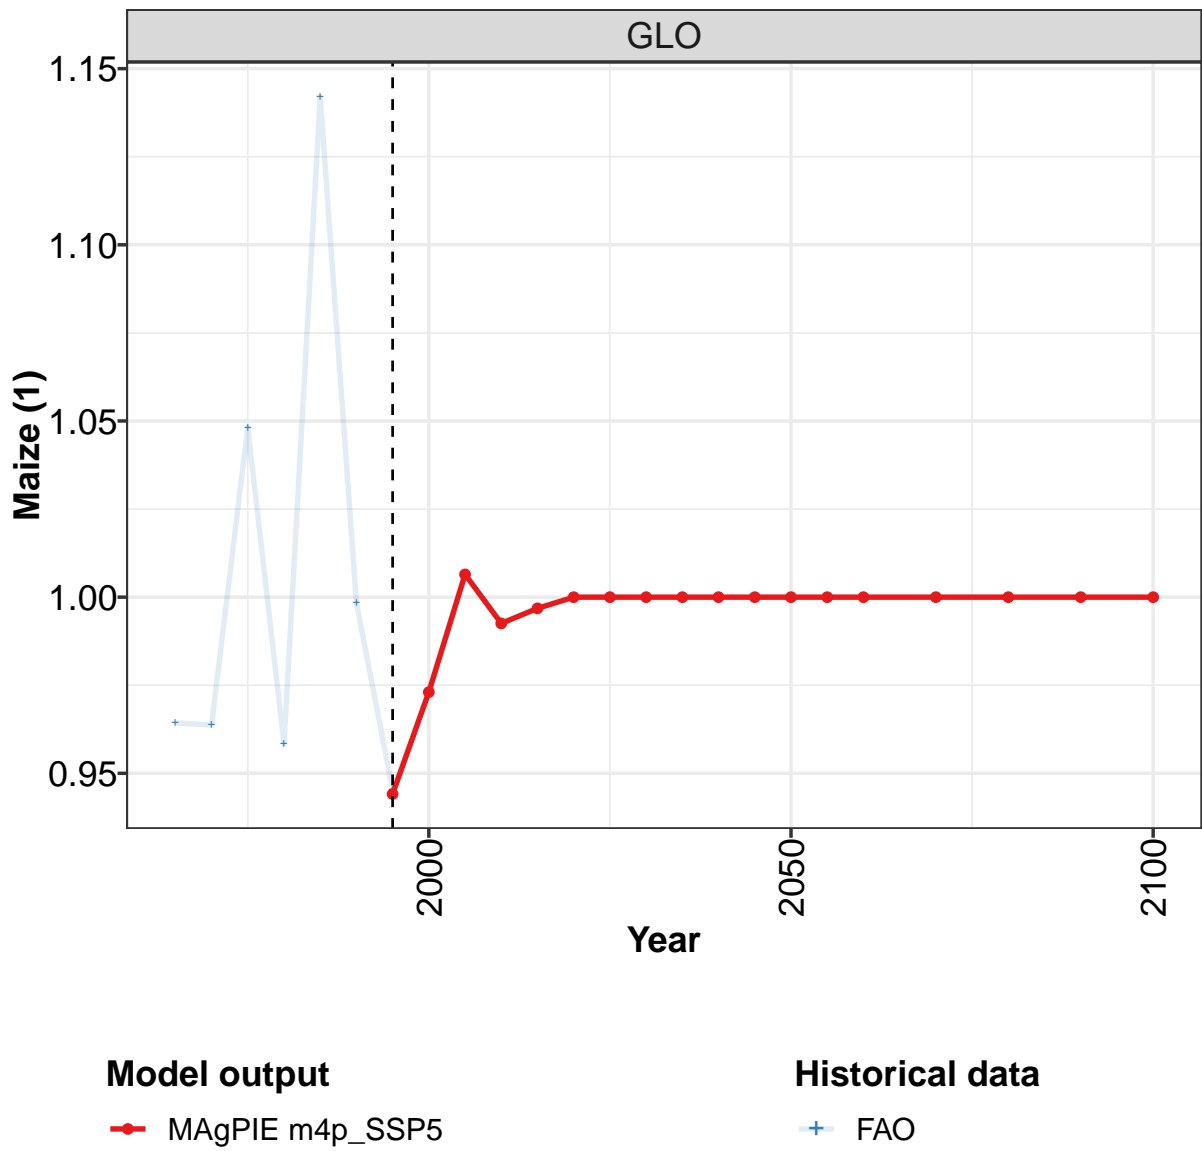 GLO
1.15
1.10
1.05
1.00
0.95
Maize (1)
2000
2050
2100
Year
Model output
MAgPIE m4p_SSP5
Historical data
FAO